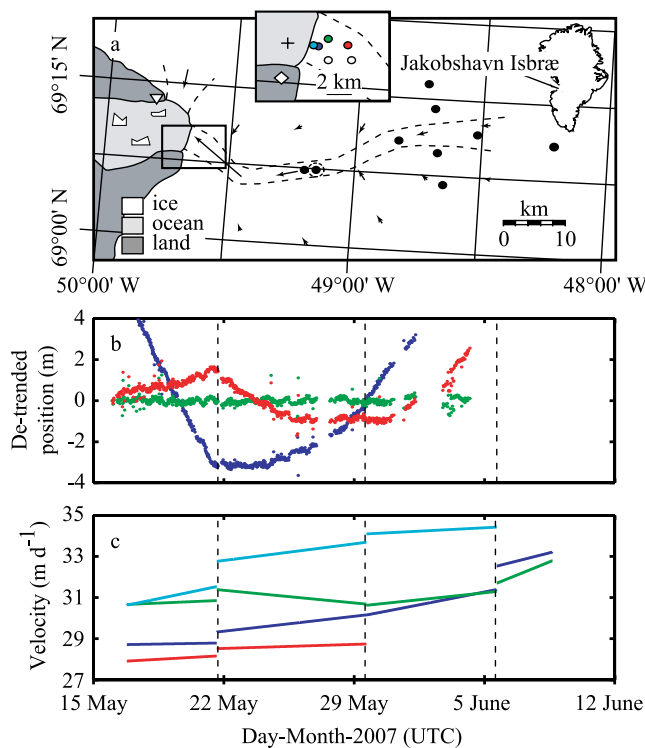 a
69° 15' N
69° 00' N
2 km
Jakobshavn Isbræ
ice
ocean
land
km
0 10
50° 00' W 49° 00' W 48° 00' W
b
De-trended
position (m)
4
2
0
-2
-4
c
Velocity (m d⁻¹)
35
33
31
29
27
15 May 22 May 29 May 5 June 12 June
Day-Month-2007 (UTC)